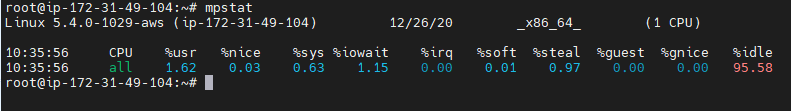 root@ip-172-31-49-104:~# mpstat
Linux 5.4.0-1029-aws (ip-172-31-49-104)         12/26/20        _x86_64_        (1 CPU)
10:35:56     CPU    %usr   %nice    %sys %iowait    %irq   %soft  %steal  %guest  %gnice   %idle
10:35:56     all    1.62    0.03    0.63    1.15    0.00    0.01    0.97    0.00    0.00   95.58
root@ip-172-31-49-104:~#